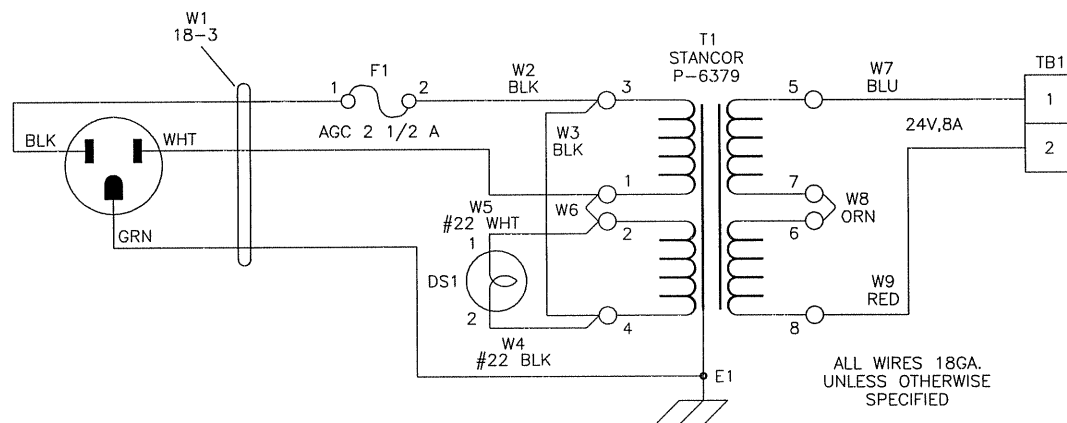 W1
18-3
T1
STANCOR
P-6379
F1
1 2
W2
BLK
3
5
W7
BLU
TB1
1
2
AGC 2 1/2 A
W3
BLK
24V,8A
BLK
WHT
1
7
W5
#22 WHT
W6
2
6
W8
ORN
GRN
1
DS1
2
4
8
W9
RED
W4
#22 BLK
E1
ALL WIRES 18GA.
UNLESS OTHERWISE
SPECIFIED